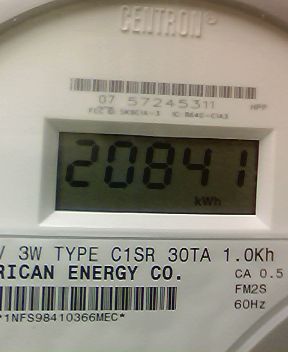 CENTRON®
07 57245311
HPP
20841
kWh
V 3W TYPE C1SR 30TA 1.0Kh
RICAN ENERGY CO.
CA 0.5
FM2S
60Hz
*1NFS98410366MEC*